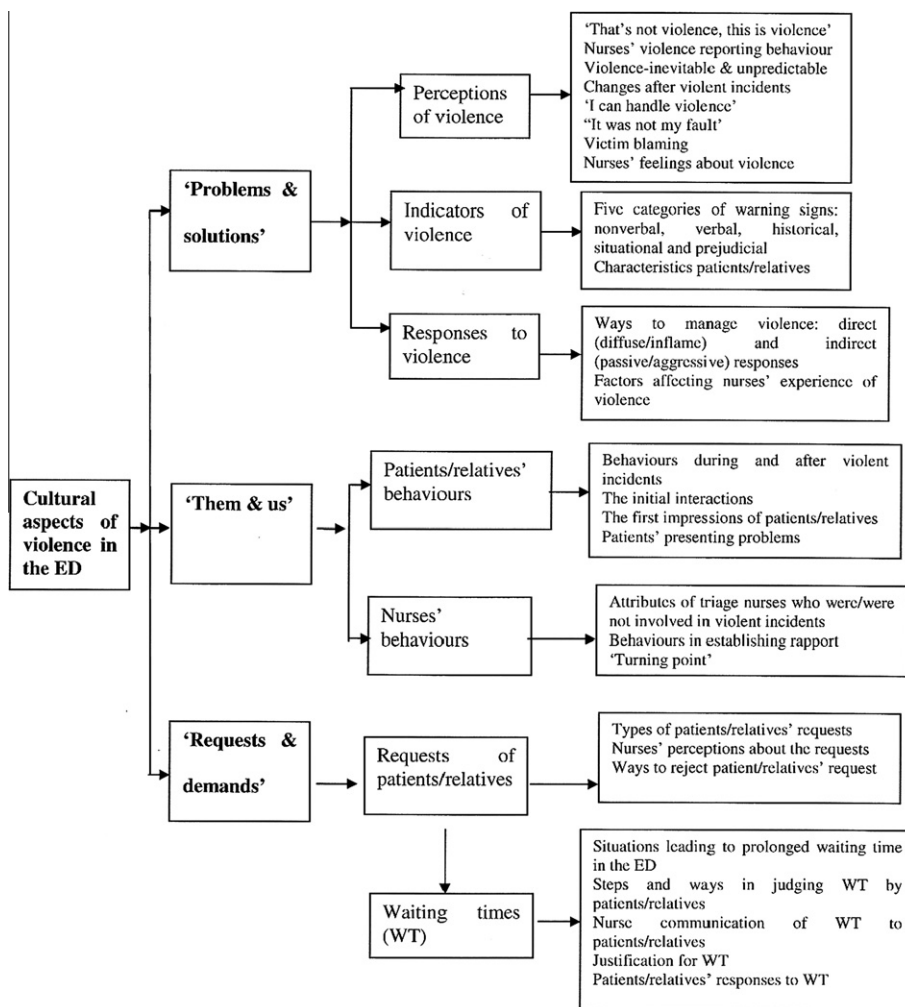 ‘That's not violence, this is violence’
Nurses’ violence reporting behaviour
Violence-inevitable & unpredictable
Changes after violent incidents
‘I can handle violence’
“It was not my fault’
Victim blaming
Nurses’ feelings about violence
Perceptions
of violence
‘Problems &
solutions’
Indicators of
violence
Five categories of warning signs:
nonverbal, verbal, historical,
situational and prejudicial
Characteristics patients/relatives
Responses to
violence
Ways to manage violence: direct
(diffuse/inflame) and indirect
(passive/aggressive) responses
Factors affecting nurses’ experience of
violence
Cultural
aspects of
violence in
the ED
‘Them & us’
Patients/relatives’
behaviours
Behaviours during and after violent
incidents
The initial interactions
The first impressions of patients/relatives
Patients’ presenting problems
Nurses’
behaviours
Attributes of triage nurses who were/were
not involved in violent incidents
Behaviours in establishing rapport
‘Turning point’
‘Requests &
demands’
Requests of
patients/relatives
Types of patients/relatives’ requests
Nurses’ perceptions about the requests
Ways to reject patient/relatives’ request
Waiting times
(WT)
Situations leading to prolonged waiting time
in the ED
Steps and ways in judging WT by
patients/relatives
Nurse communication of WT to
patients/relatives
Justification for WT
Patients/relatives’ responses to WT